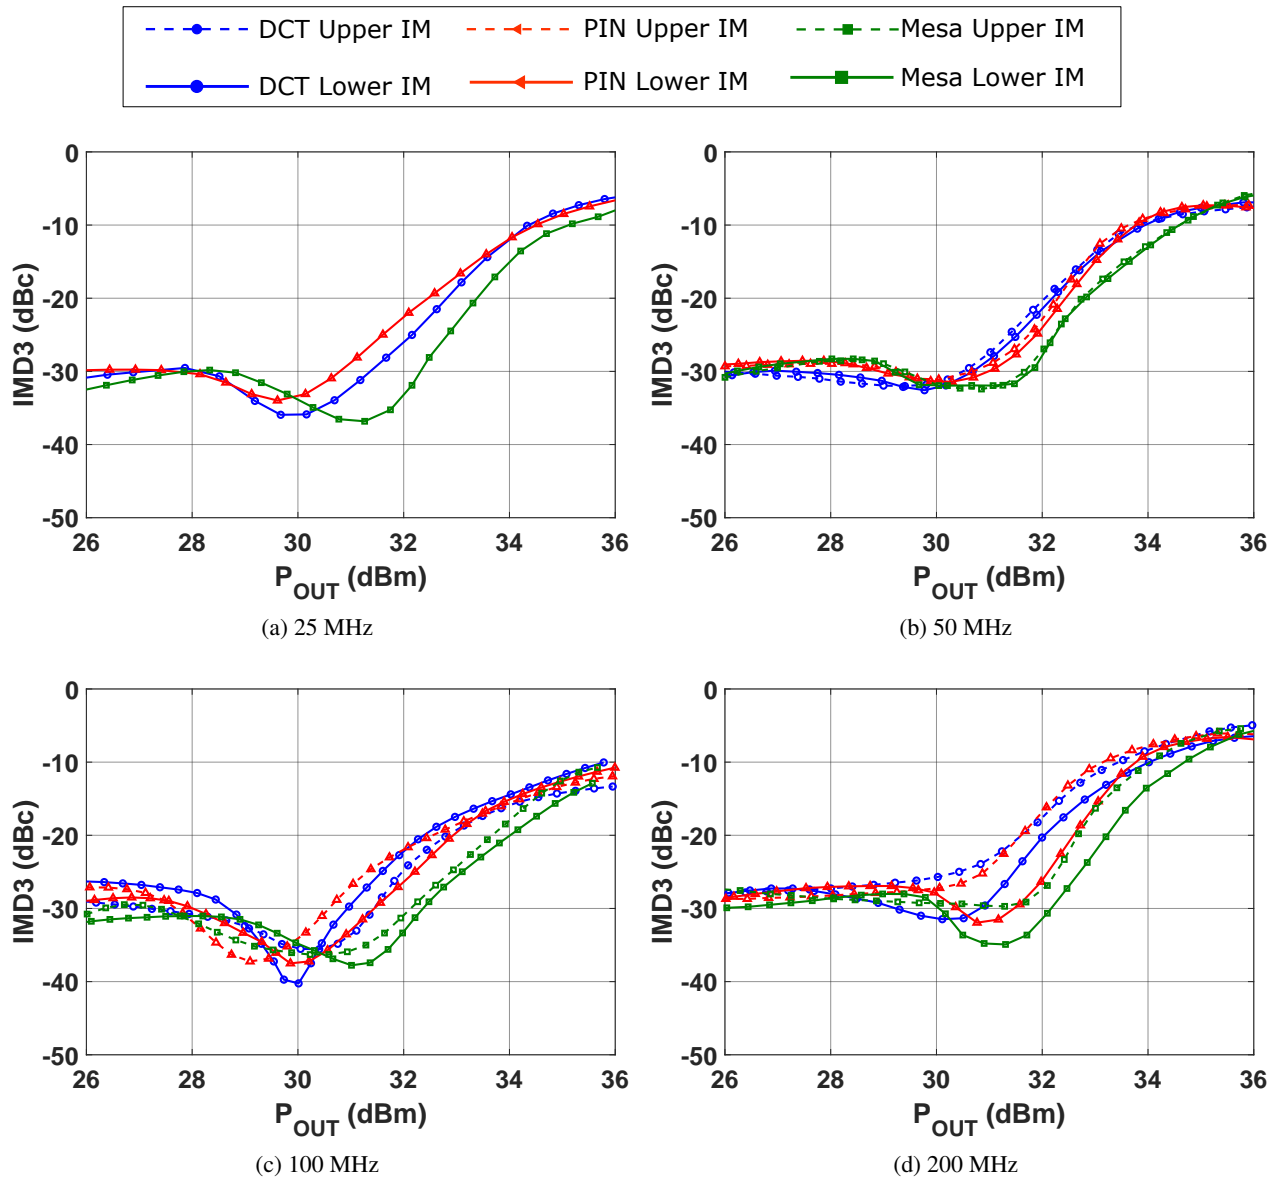 DCT Upper IM PIN Upper IM Mesa Upper IM
DCT Lower IM PIN Lower IM Mesa Lower IM
0
-10
-20
-30
-40
-50
IMD3 (dBc)
26 28 30 32 34 36
P_OUT (dBm)
(a) 25 MHz
0
-10
-20
-30
-40
-50
IMD3 (dBc)
26 28 30 32 34 36
P_OUT (dBm)
(b) 50 MHz
0
-10
-20
-30
-40
-50
IMD3 (dBc)
26 28 30 32 34 36
P_OUT (dBm)
(c) 100 MHz
0
-10
-20
-30
-40
-50
IMD3 (dBc)
26 28 30 32 34 36
P_OUT (dBm)
(d) 200 MHz